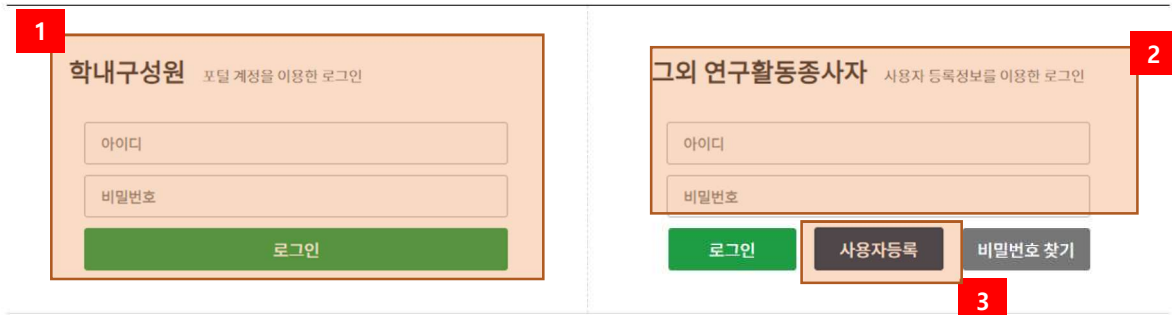 1
학내구성원 포털 계정을 이용한 로그인
아이디
비밀번호
로그인
2
그외 연구활동종사자 사용자 등록정보를 이용한 로그인
아이디
비밀번호
로그인 사용자등록 비밀번호 찾기
3